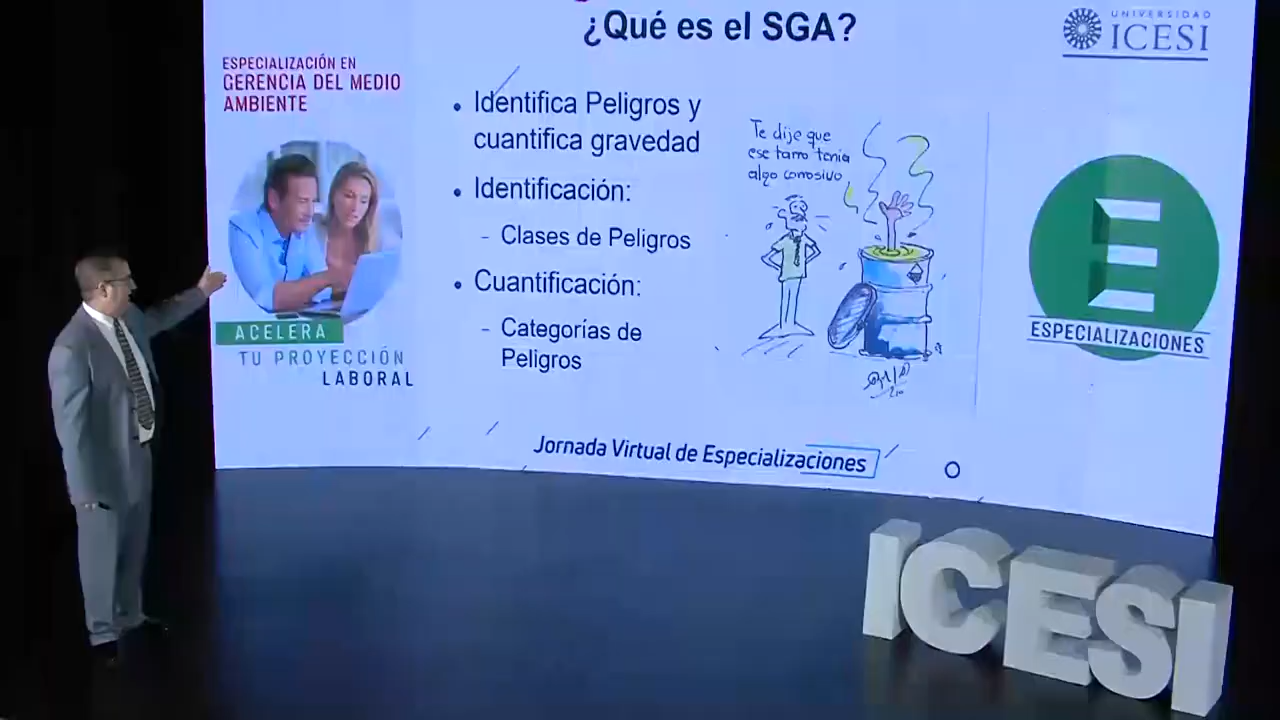 ¿Qué es el SGA?
UNIVERSIDAD
ICESI
ESPECIALIZACIÓN EN
GERENCIA DEL MEDIO
AMBIENTE
• Identifica Peligros y
cuantifica gravedad
• Identificación:
- Clases de Peligros
• Cuantificación:
- Categorías de
Peligros
Te dije que
ese tarro tenía
algo corrosivo
ESPECIALIZACIONES
ACELERA
TU PROYECCIÓN
LABORAL
Jornada Virtual de Especializaciones
ICESI